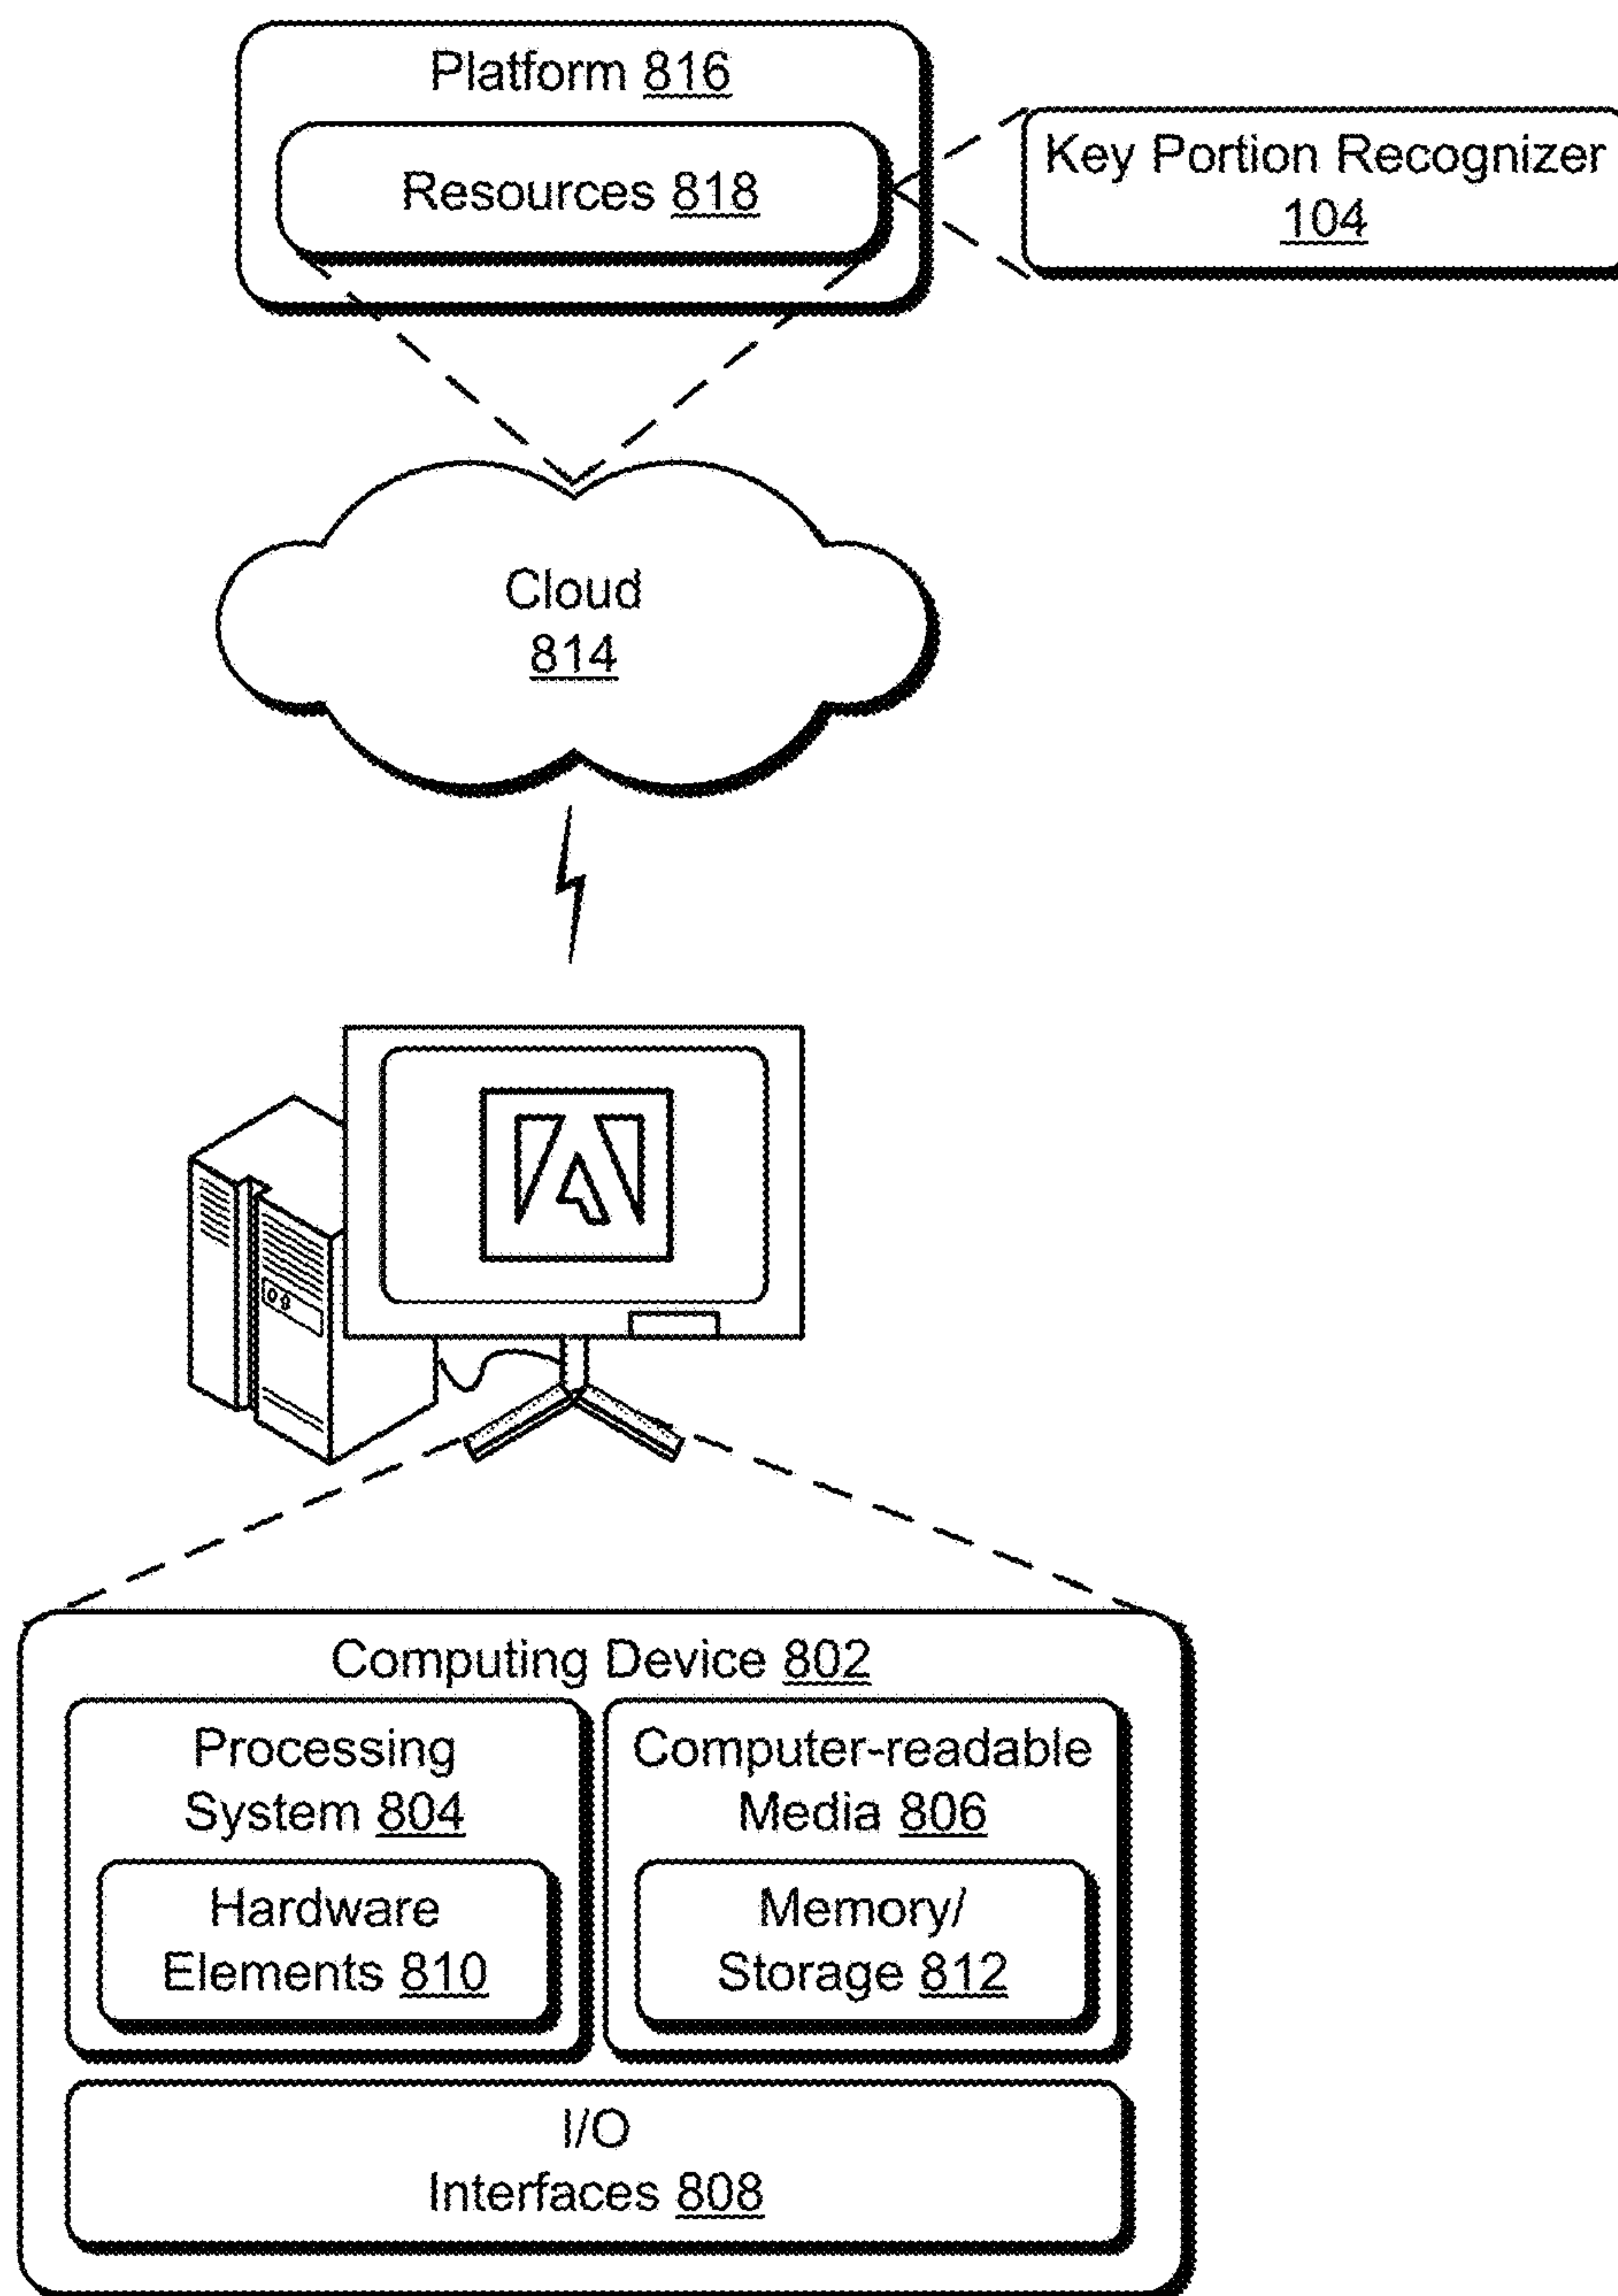 Platform 816
Resources 818
Key Portion Recognizer
104
Cloud
814
Computing Device 802
Processing
System 804
Hardware
Elements 810
Computer-readable
Media 806
Memory/
Storage 812
I/O
Interfaces 808